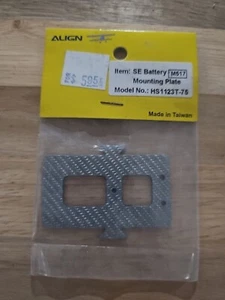 ALIGN
Item: SE Battery M517
Mounting Plate
Model No.: HS1123T-75
Made in Taiwan